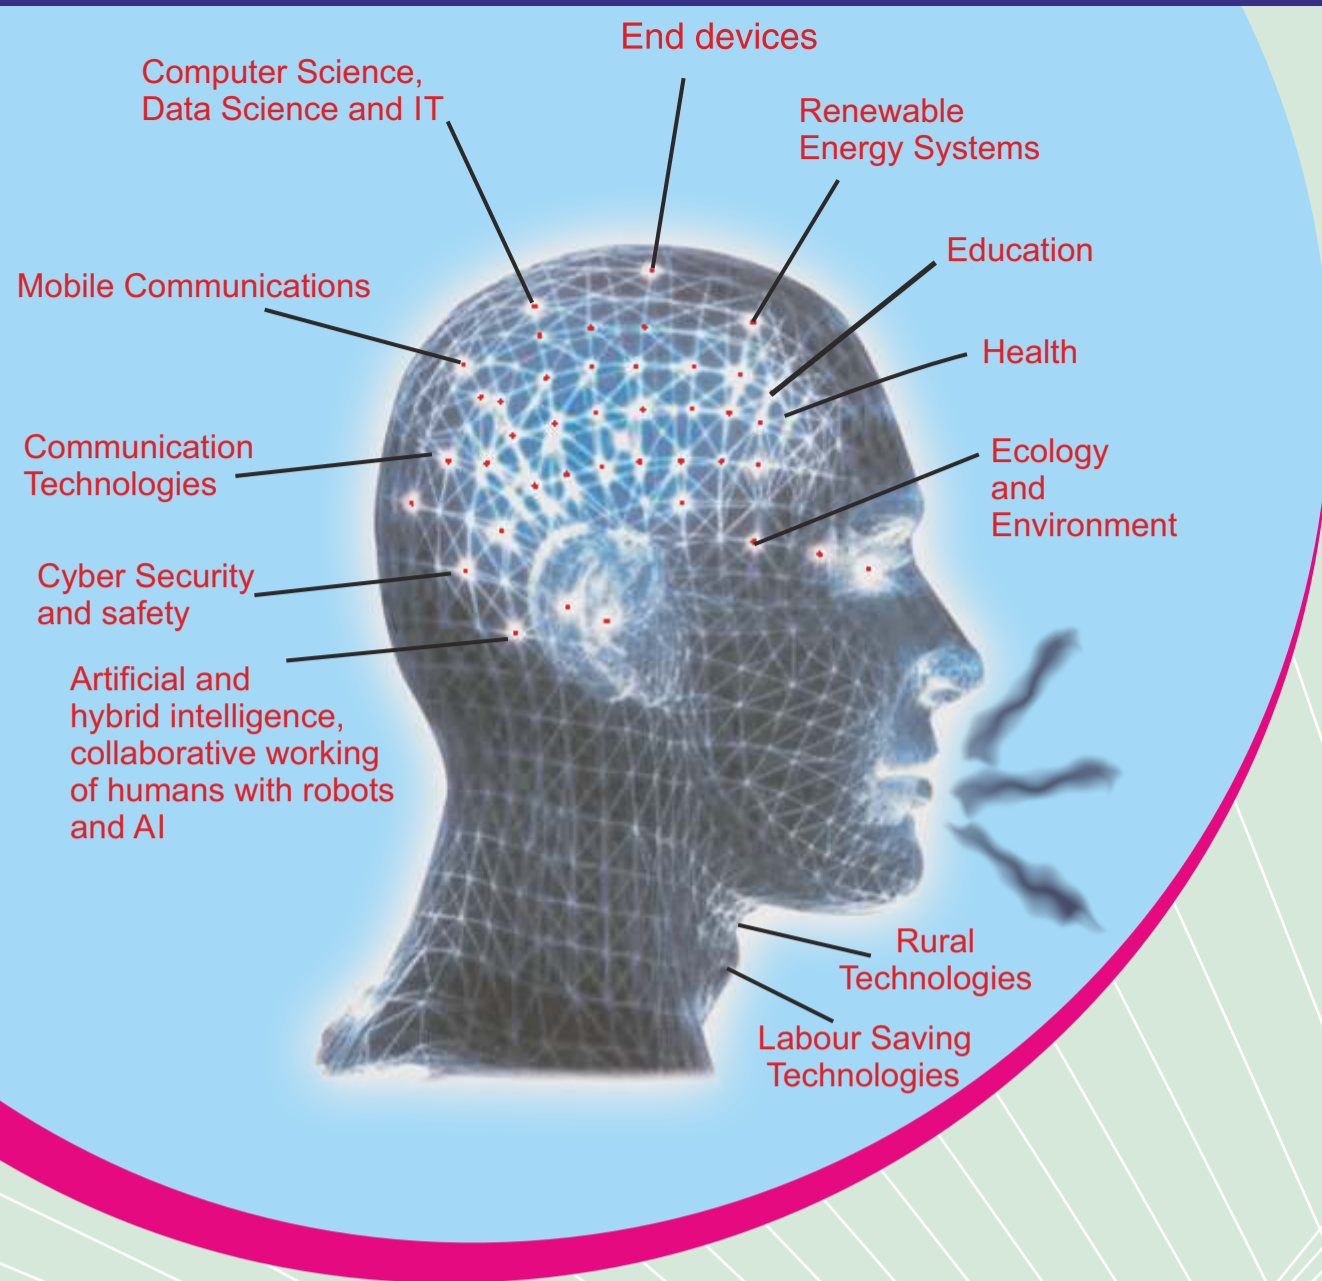 End devices
Computer Science,
Data Science and IT
Renewable
Energy Systems
Education
Mobile Communications
Health
Communication
Technologies
Ecology
and
Environment
Cyber Security
and safety
Artificial and
hybrid intelligence,
collaborative working
of humans with robots
and AI
Rural
Technologies
Labour Saving
Technologies